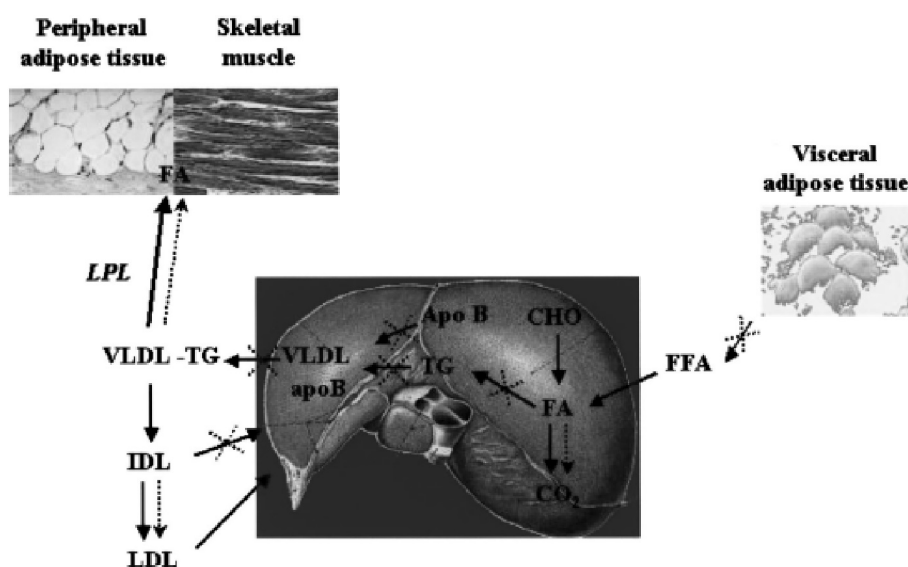 Peripheral
adipose tissue
Skeletal
muscle
FA
Visceral
adipose tissue
LPL
Apo B
CHO
VLDL -TG
VLDL
apoB
TG
FFA
FA
IDL
CO₂
LDL